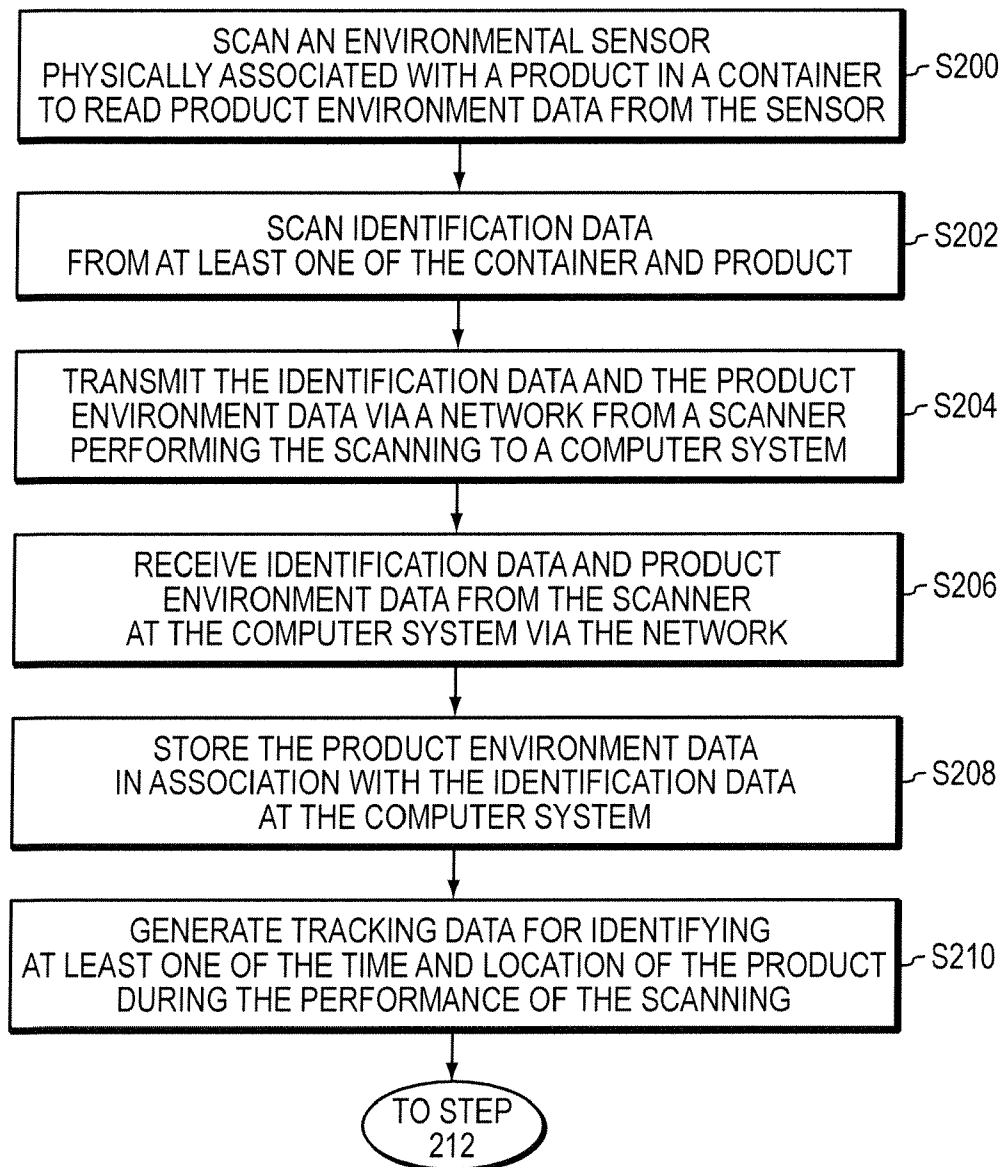 SCAN AN ENVIRONMENTAL SENSOR
PHYSICALLY ASSOCIATED WITH A PRODUCT IN A CONTAINER
TO READ PRODUCT ENVIRONMENT DATA FROM THE SENSOR
S200
SCAN IDENTIFICATION DATA
FROM AT LEAST ONE OF THE CONTAINER AND PRODUCT
S202
TRANSMIT THE IDENTIFICATION DATA AND THE PRODUCT
ENVIRONMENT DATA VIA A NETWORK FROM A SCANNER
PERFORMING THE SCANNING TO A COMPUTER SYSTEM
S204
RECEIVE IDENTIFICATION DATA AND PRODUCT
ENVIRONMENT DATA FROM THE SCANNER
AT THE COMPUTER SYSTEM VIA THE NETWORK
S206
STORE THE PRODUCT ENVIRONMENT DATA
IN ASSOCIATION WITH THE IDENTIFICATION DATA
AT THE COMPUTER SYSTEM
S208
GENERATE TRACKING DATA FOR IDENTIFYING
AT LEAST ONE OF THE TIME AND LOCATION OF THE PRODUCT
DURING THE PERFORMANCE OF THE SCANNING
S210
TO STEP
212